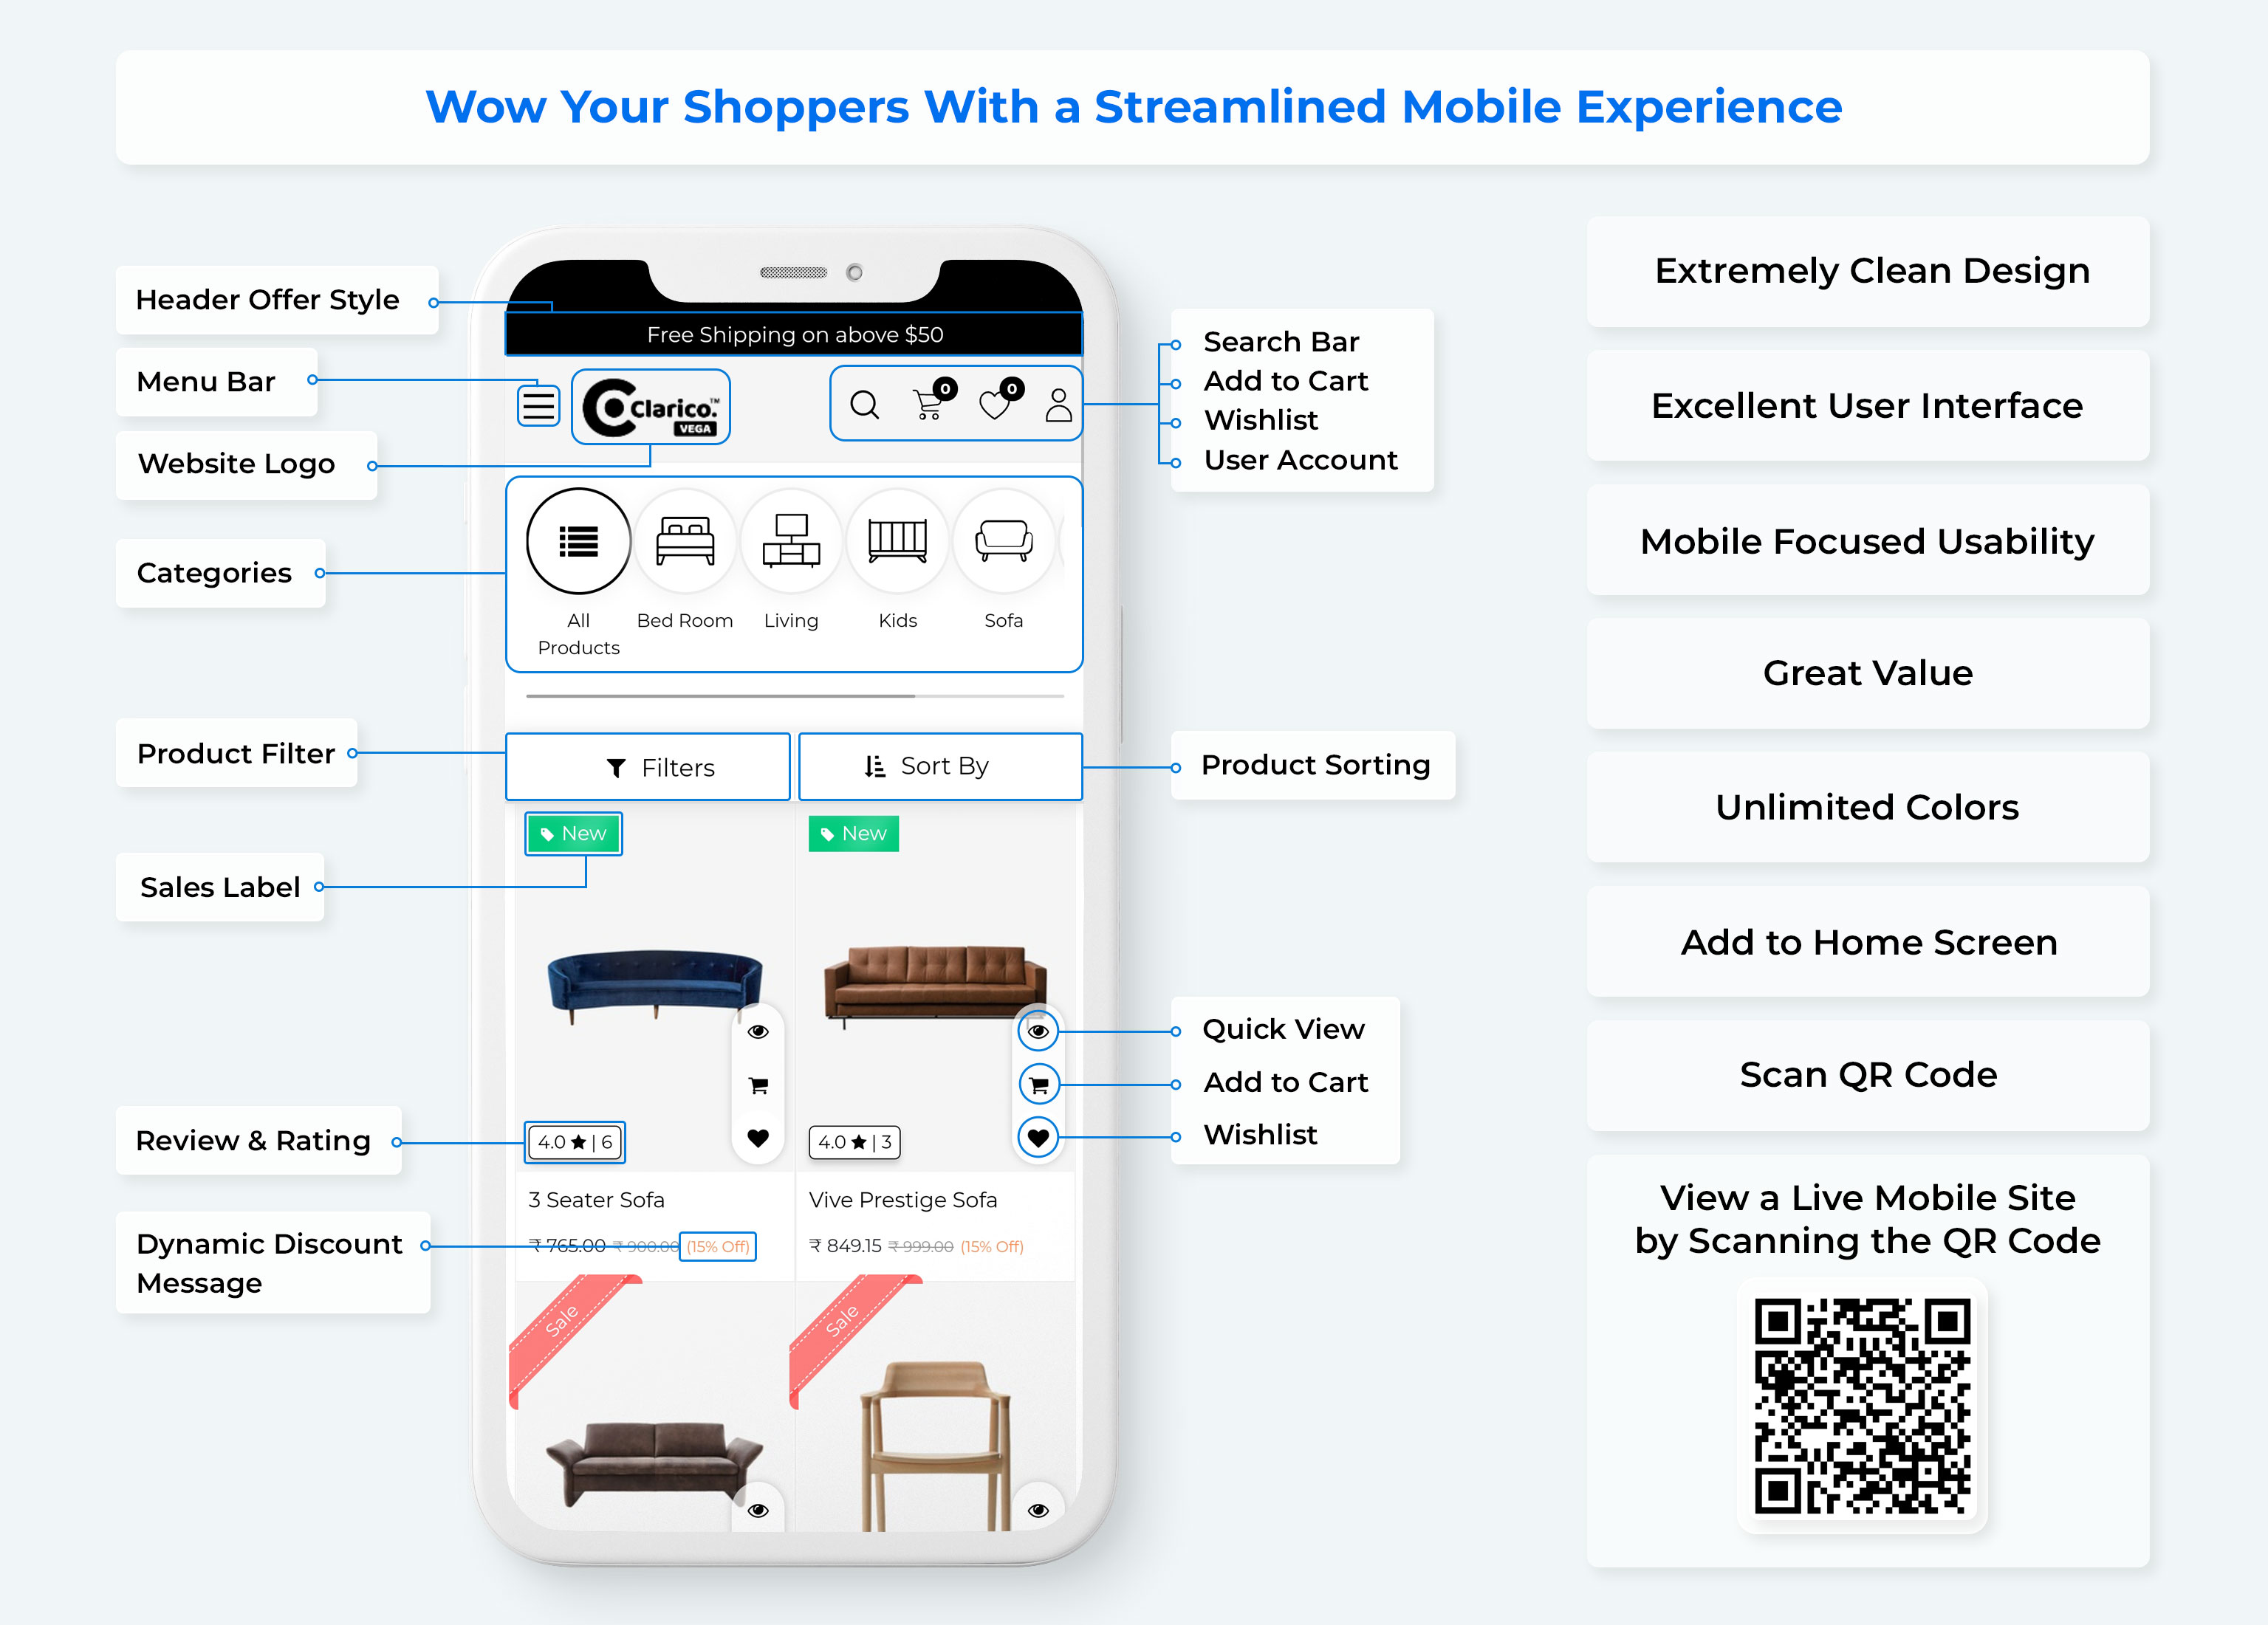 Wow Your Shoppers With a Streamlined Mobile Experience
Header Offer Style
Menu Bar
Website Logo
Categories
Product Filter
Sales Label
Review & Rating
Dynamic Discount
Message
Free Shipping on above $50
Clarico.™
VEGA
0
0
All
Products
Bed Room
Living
Kids
Sofa
Filters
Sort By
New
New
4.0 ★ | 6
4.0 ★ | 3
3 Seater Sofa
Vive Prestige Sofa
₹ 765.00 ₹ 900.00 (15% Off)
₹ 849.15 ₹ 999.00 (15% Off)
Sale
Sale
Search Bar
Add to Cart
Wishlist
User Account
Product Sorting
Quick View
Add to Cart
Wishlist
Extremely Clean Design
Excellent User Interface
Mobile Focused Usability
Great Value
Unlimited Colors
Add to Home Screen
Scan QR Code
View a Live Mobile Site
by Scanning the QR Code